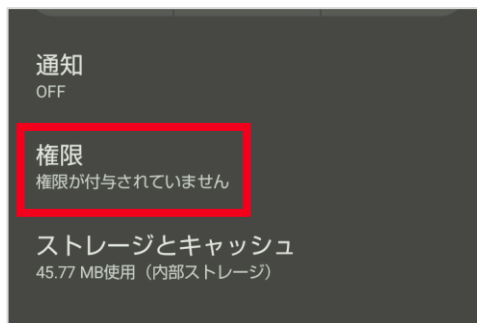 通知
OFF
権限
権限が付与されていません
ストレージとキャッシュ
45.77 MB使用（内部ストレージ）